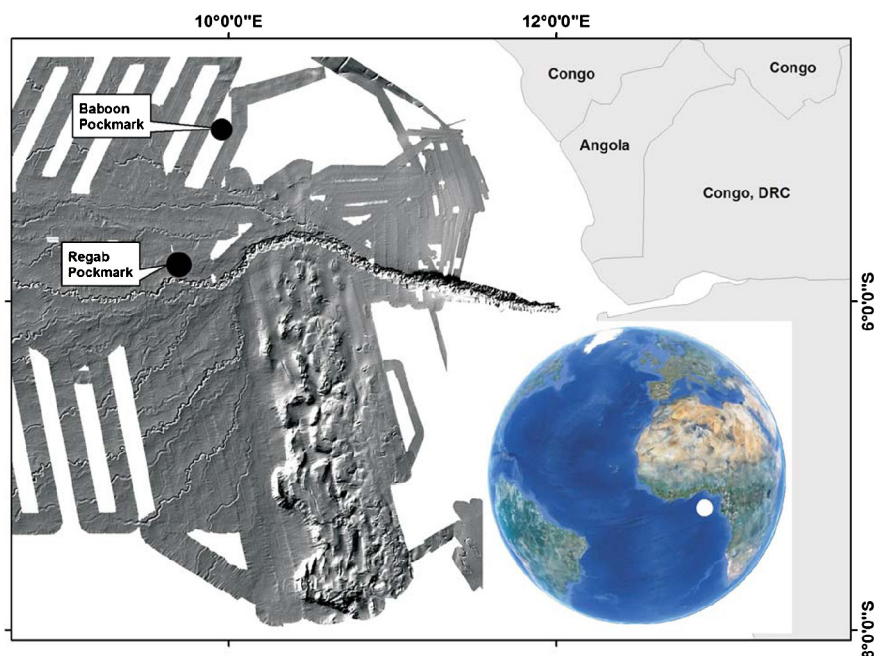 10°0'0"E
12°0'0"E
Congo
Congo
Baboon
Pockmark
Angola
Congo, DRC
Regab
Pockmark
6°0'0"S
8°0'0"S